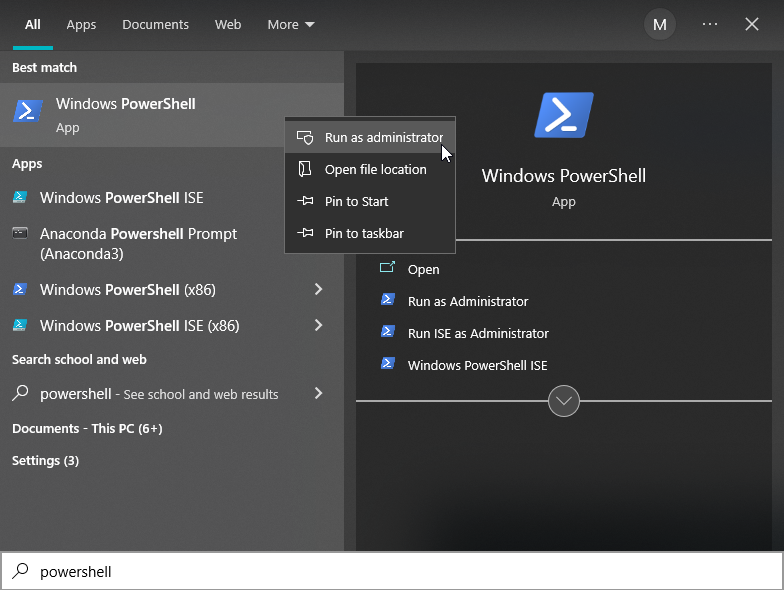 All Apps Documents Web More M
Best match
Windows PowerShell
App
Apps
Windows PowerShell ISE
Anaconda Powershell Prompt
(Anaconda3)
Windows PowerShell (x86)
Windows PowerShell ISE (x86)
Search school and web
powershell - See school and web results
Documents - This PC (6+)
Settings (3)
Run as administrator
Open file location
Pin to Start
Pin to taskbar
Windows PowerShell
App
Open
Run as Administrator
Run ISE as Administrator
Windows PowerShell ISE
powershell